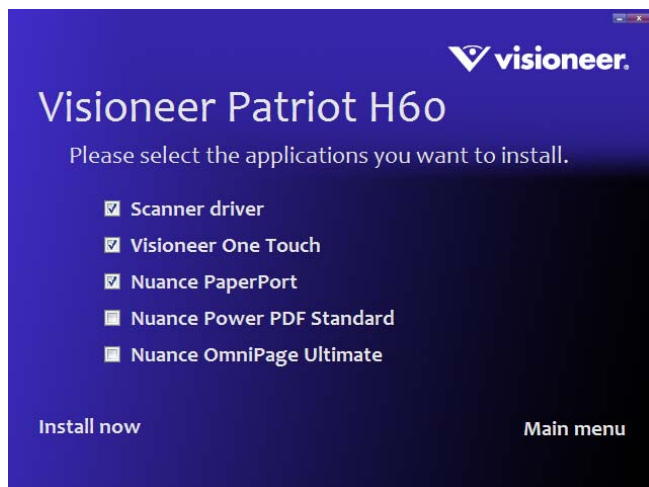 visioneer.
Visioneer Patriot H60
Please select the applications you want to install.
Scanner driver
Visioneer One Touch
Nuance PaperPort
Nuance Power PDF Standard
Nuance OmniPage Ultimate
Install now
Main menu